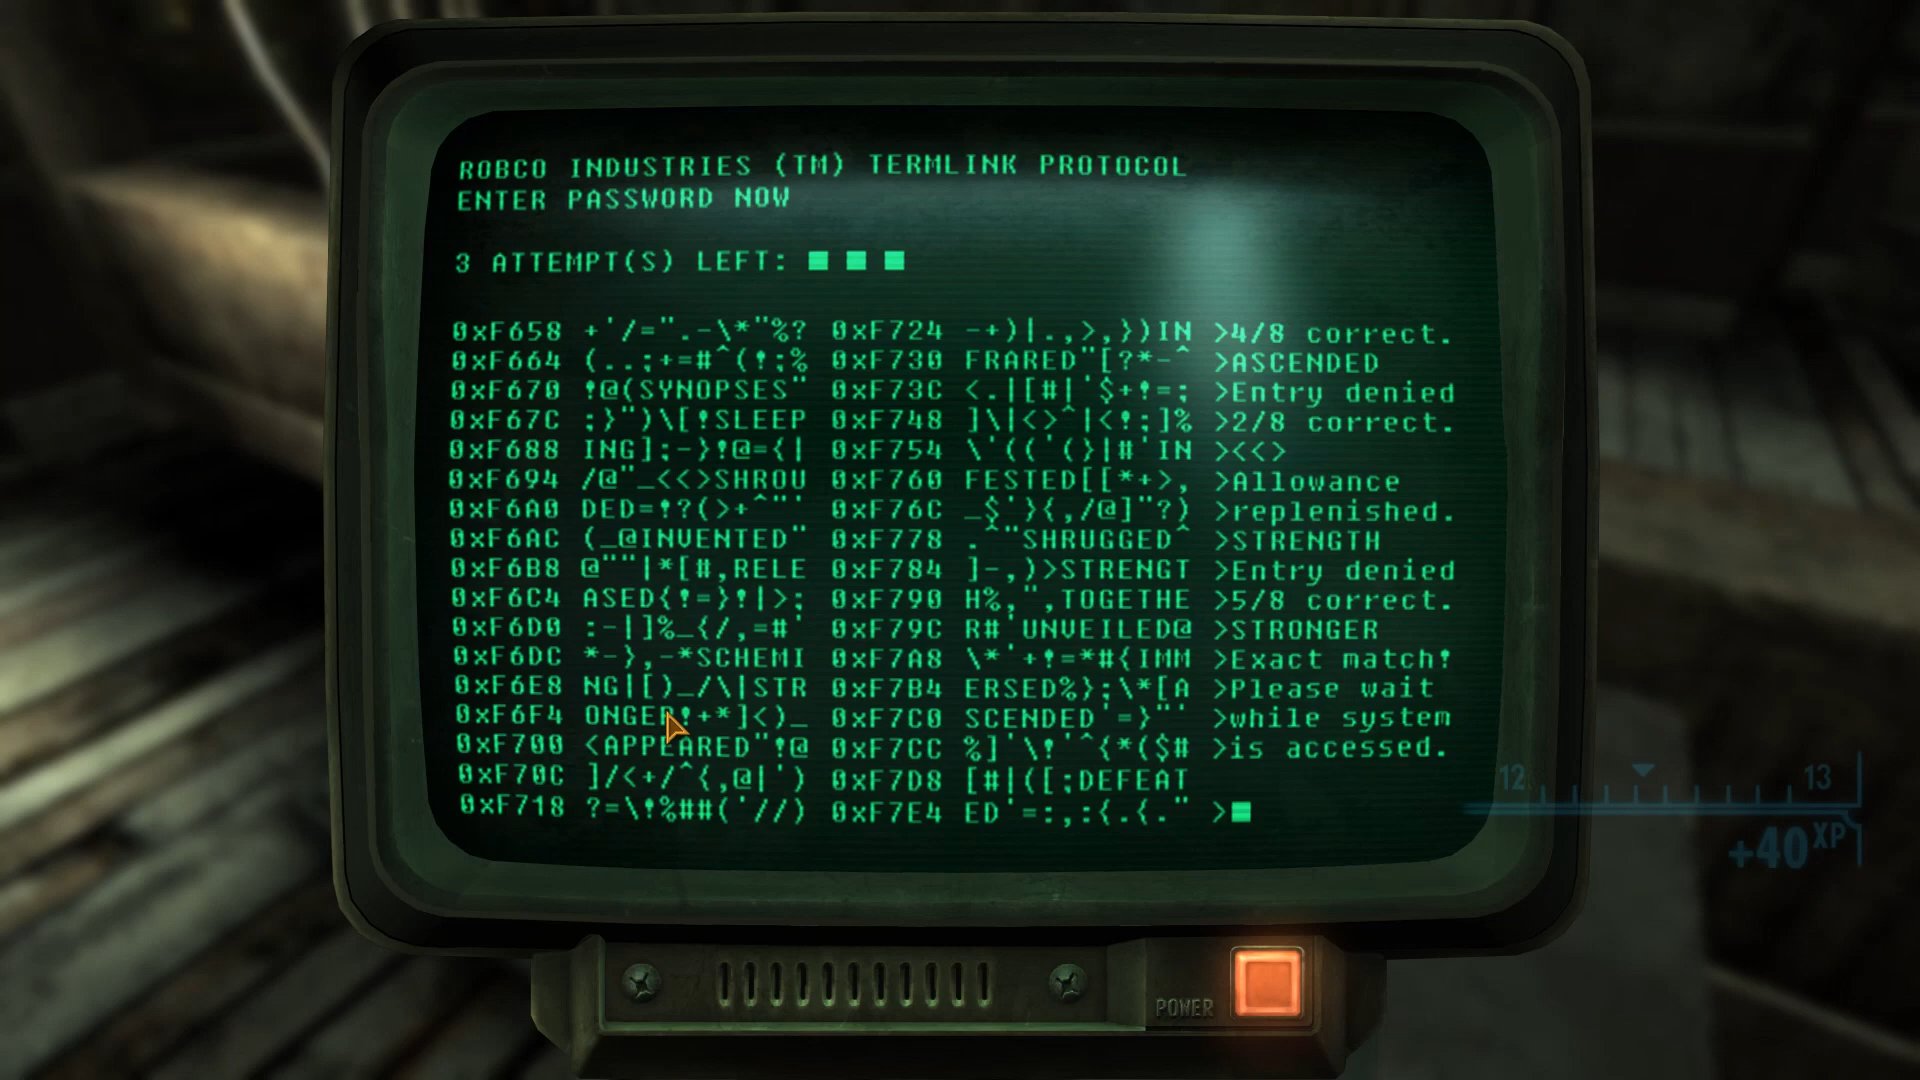 ROBCO INDUSTRIES (TM) TERMLINK PROTOCOL
ENTER PASSWORD NOW
3 ATTEMPT(S) LEFT: ■ ■ ■
0xF658 +'/=".-\*"%? 0xF724 -+)|.,>,})IN >4/8 correct.
0xF664 (..;+=#^(!;% 0xF730 FRARED"[?*-^ >ASCENDED
0xF670 !@(SYNOPSES" 0xF73C <.|[#|'$+!=; >Entry denied
0xF67C ;}")\[!SLEEP 0xF748 ]\|<>^|<!;]% >2/8 correct.
0xF688 ING];-}!@={| 0xF754 \'(('(}|#'IN ><<>
0xF694 /@"_<<>SHROU 0xF760 FESTED[[*+>, >Allowance
0xF6A0 DED=!?(>+^"' 0xF76C _$'}{,/@]"?) >replenished.
0xF6AC (_@INVENTED" 0xF778 .^"SHRUGGED^ >STRENGTH
0xF6B8 @""|*[#,RELE 0xF784 ]-,)>STRENGT >Entry denied
0xF6C4 ASED{!=}!|>; 0xF790 H%,",TOGETHE >5/8 correct.
0xF6D0 :-|]%_{/,=#' 0xF79C R#'UNVEILED@ >STRONGER
0xF6DC *-},-*SCHEMI 0xF7A8 \*'+!=*#{IMM >Exact match!
0xF6E8 NG|[)_/\|STR 0xF7B4 ERSED%};\*[A >Please wait
0xF6F4 ONGER!+*]<)_ 0xF7C0 SCENDED'=}"' >while system
0xF700 <APPEARED"!@ 0xF7CC %]'\!'^{*($# >is accessed.
0xF70C ]/<+/^{,@|') 0xF7D8 [#|([;DEFEAT
0xF718 ?=\!%##('//) 0xF7E4 ED'=:,:{.{." >■
12 13
+40 XP
POWER